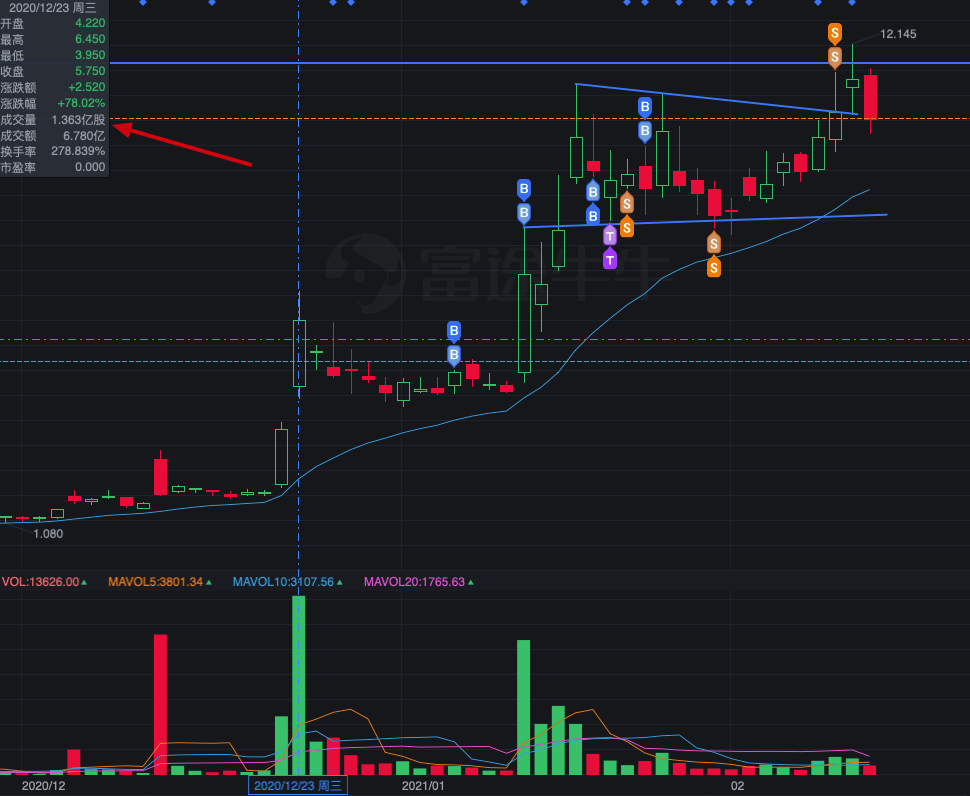 2020/12/23 周三
开盘 4.220
最高 6.450
最低 3.950
收盘 5.750
涨跌额 +2.520
涨跌幅 +78.02%
成交量 1.363亿股
成交额 6.780亿
换手率 278.839%
市盈率 0.000
S
12.145
S
B
B
B
B
B
S
B
B
T
S
S
T
S
富途牛牛
B
B
1.080
VOL:13626.00 MAVOL5:3801.34 MAVOL10:3107.56 MAVOL20:1765.63
2020/12 2020/12/23 周三 2021/01 02